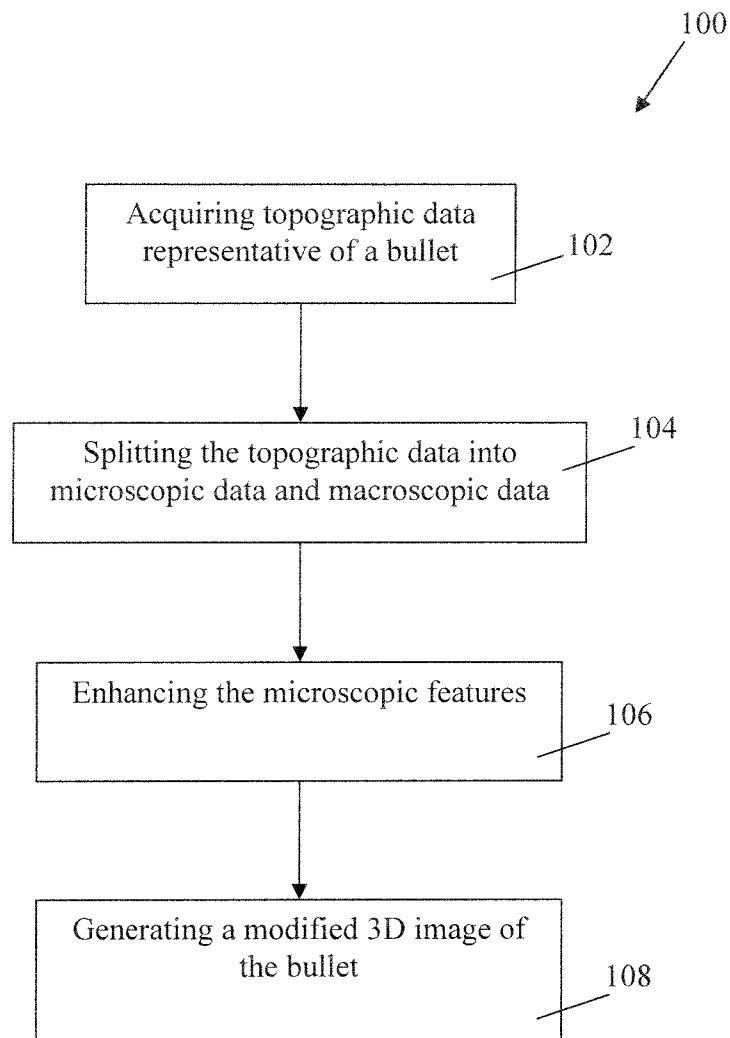 100
Acquiring topographic data
representative of a bullet
102
Splitting the topographic data into
microscopic data and macroscopic data
104
Enhancing the microscopic features
106
Generating a modified 3D image of
the bullet
108